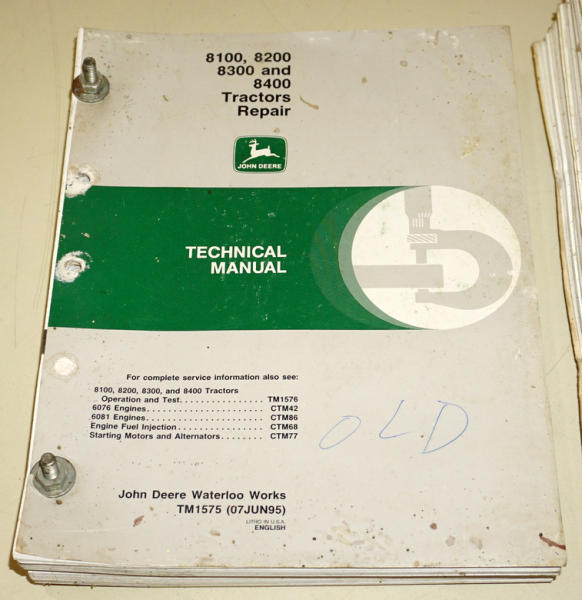 8100, 8200
8300 and
8400
Tractors
Repair
JOHN DEERE
TECHNICAL
MANUAL
For complete service information also see:
8100, 8200, 8300, and 8400 Tractors
Operation and Test................ TM1576
6076 Engines...................... CTM42
6081 Engines...................... CTM86
Engine Fuel Injection................ CTM68
Starting Motors and Alternators........ CTM77
OLD
John Deere Waterloo Works
TM1575 (07JUN95)
LITHO IN U.S.A.
ENGLISH